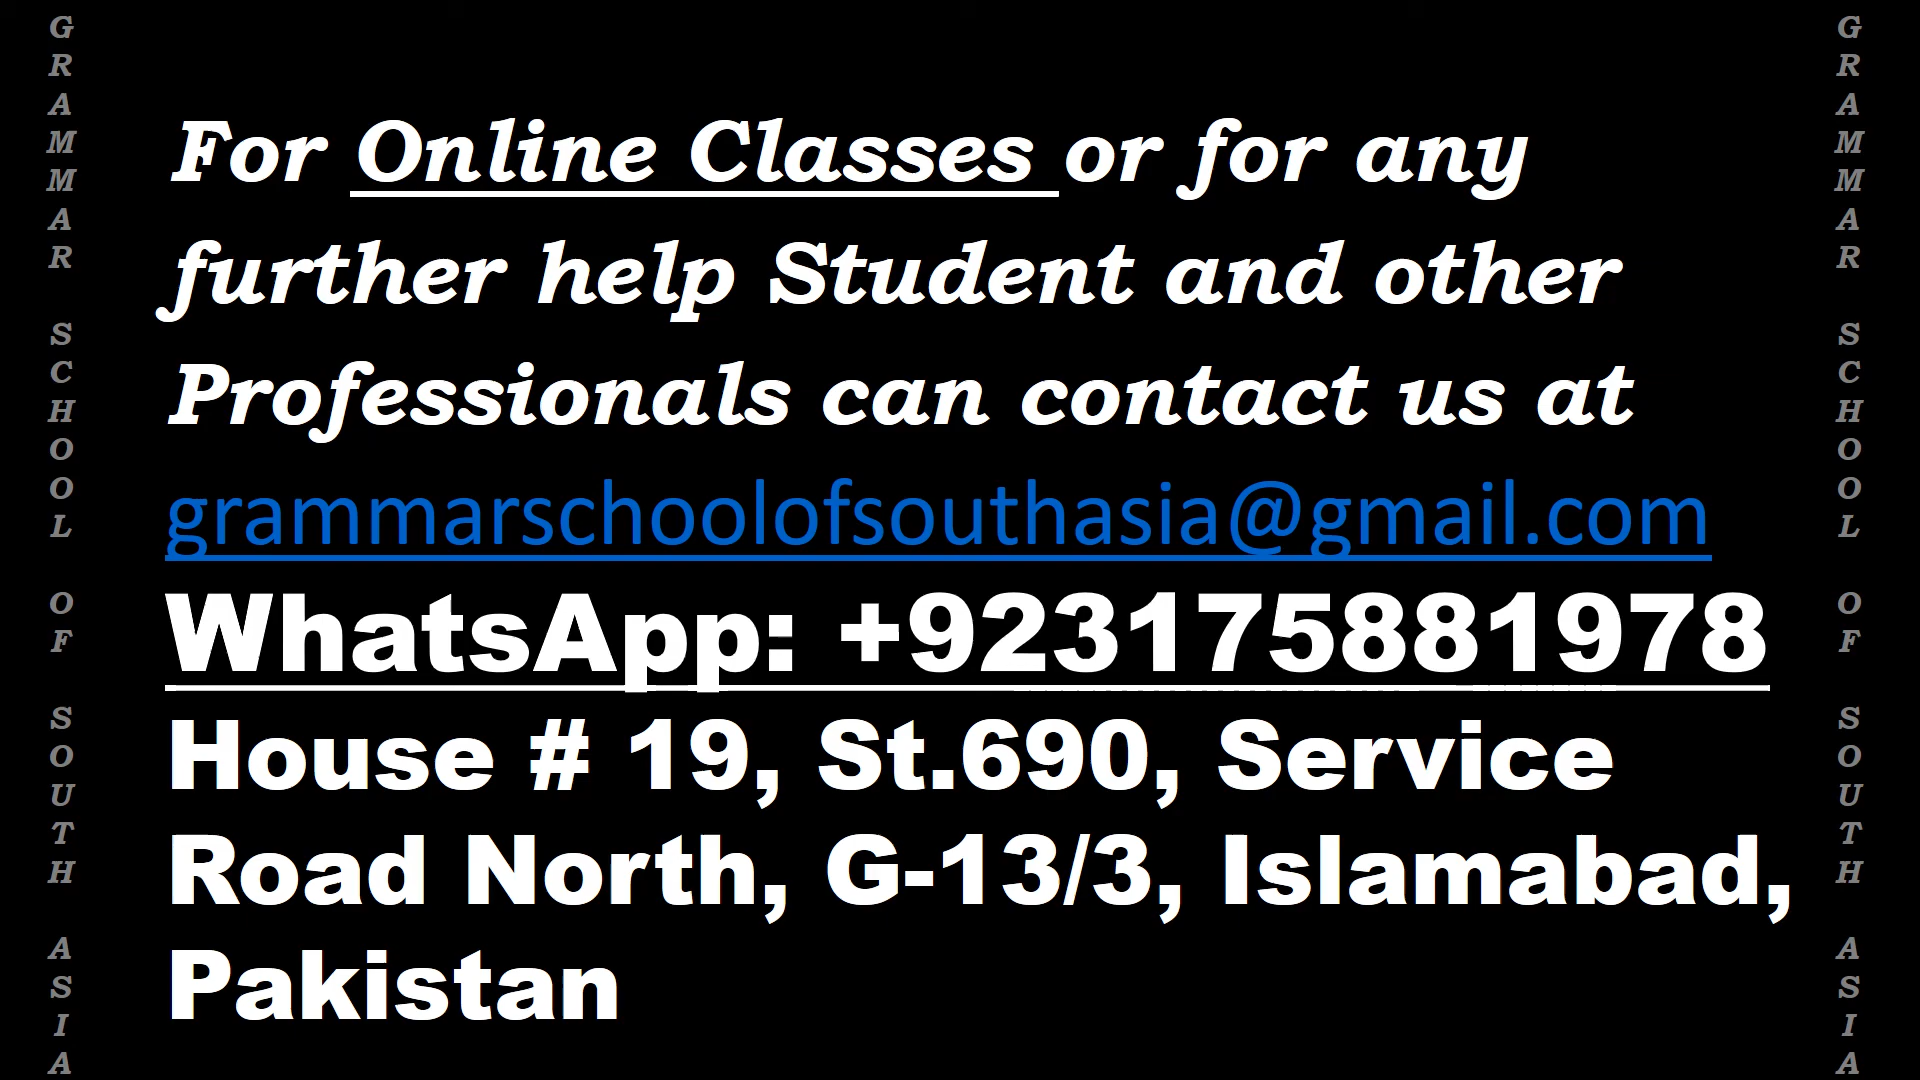 For Online Classes or for any
further help Student and other
Professionals can contact us at
grammarschoolofsouthasia@gmail.com
WhatsApp: +923175881978
House # 19, St.690, Service
Road North, G-13/3, Islamabad,
Pakistan
GRAMMAR SCHOOL OF SOUTH ASIA
GRAMMAR SCHOOL OF SOUTH ASIA